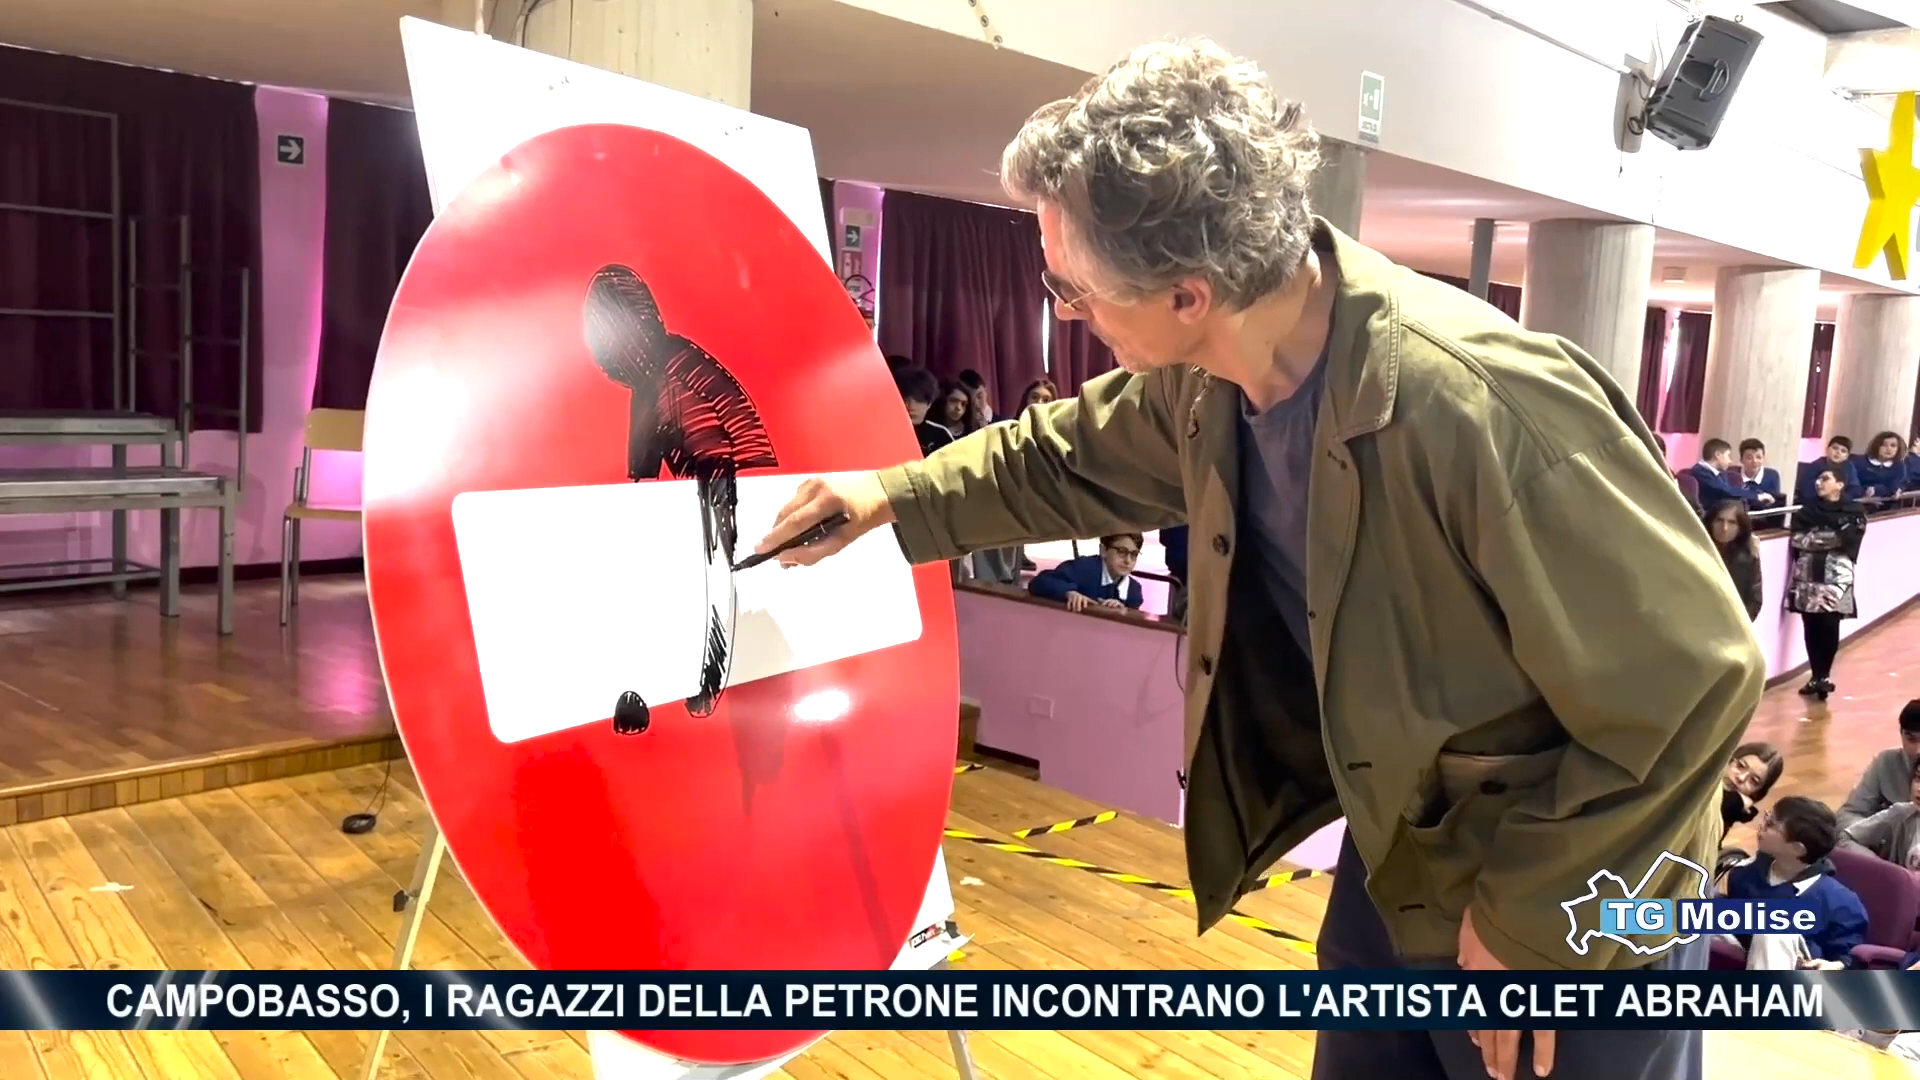 TG Molise
CAMPOBASSO, I RAGAZZI DELLA PETRONE INCONTRANO L'ARTISTA CLET ABRAHAM